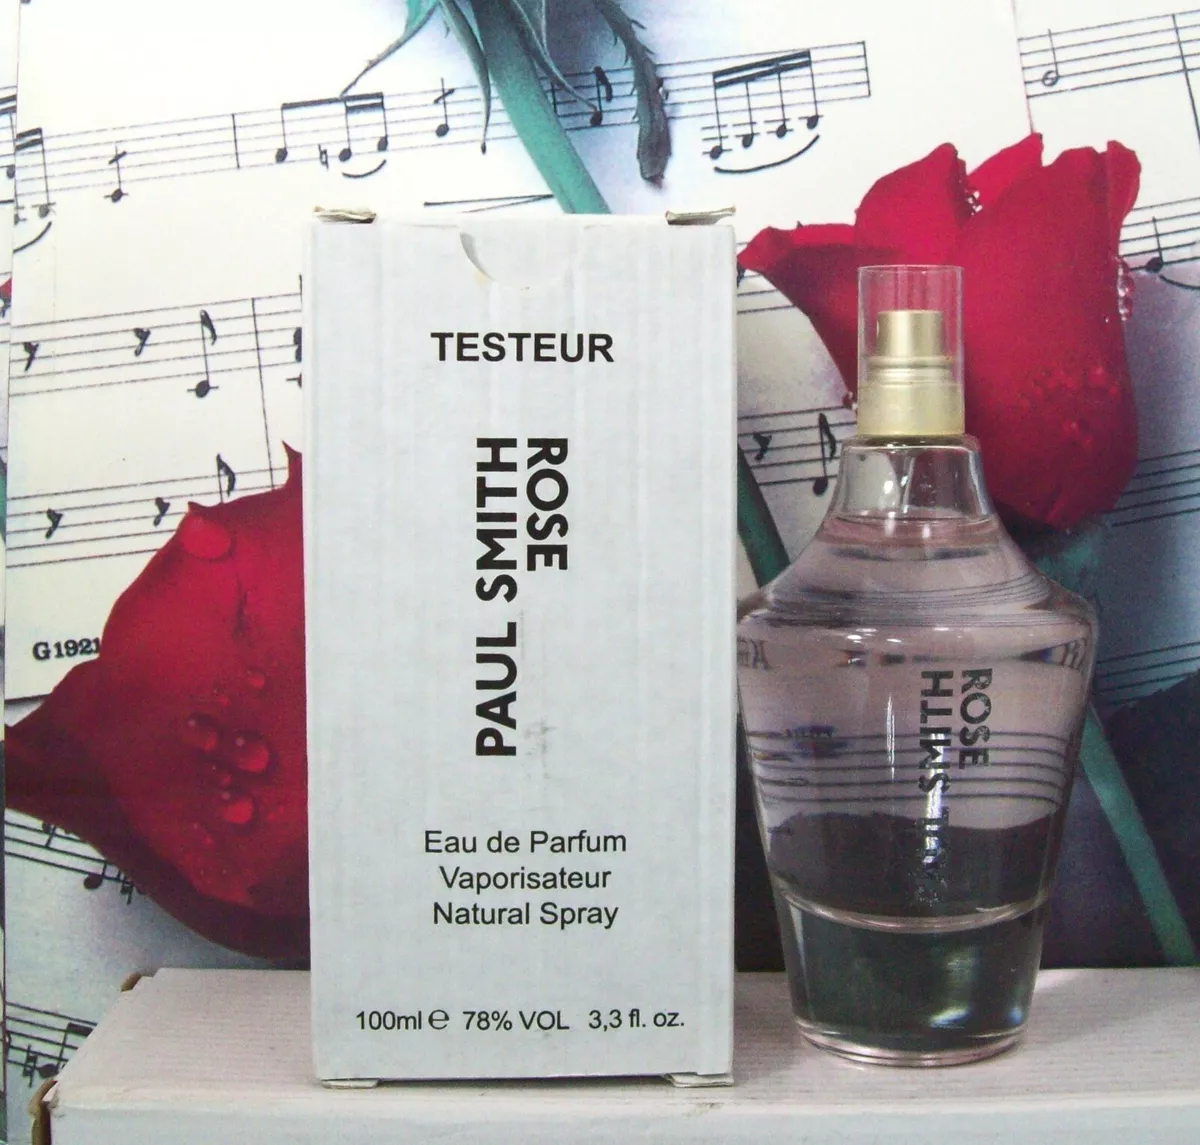 TESTEUR
PAUL SMITH
ROSE
Eau de Parfum
Vaporisateur
Natural Spray
100ml ℮ 78% VOL 3,3 fl. oz.
PAUL SMITH
ROSE
G 1921